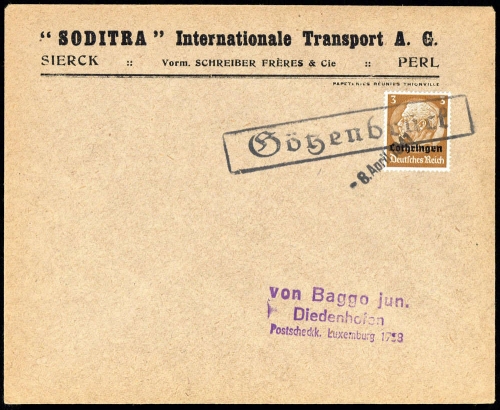 “ SODITRA ” Internationale Transport A. G.
SIERCK :: Vorm. SCHREIBER FRÈRES & Cie :: PERL
PAPETERIES RÉUNIES THIONVILLE
3 3
Lothringen
Deutsches Reich
- 8. April
von Baggo jun.
Diedenhofen
Postscheckk. Luxemburg